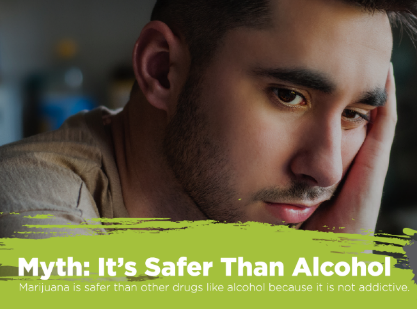 Myth: It's Safer Than Alcohol
Marijuana is safer than other drugs like alcohol because it is not addictive.